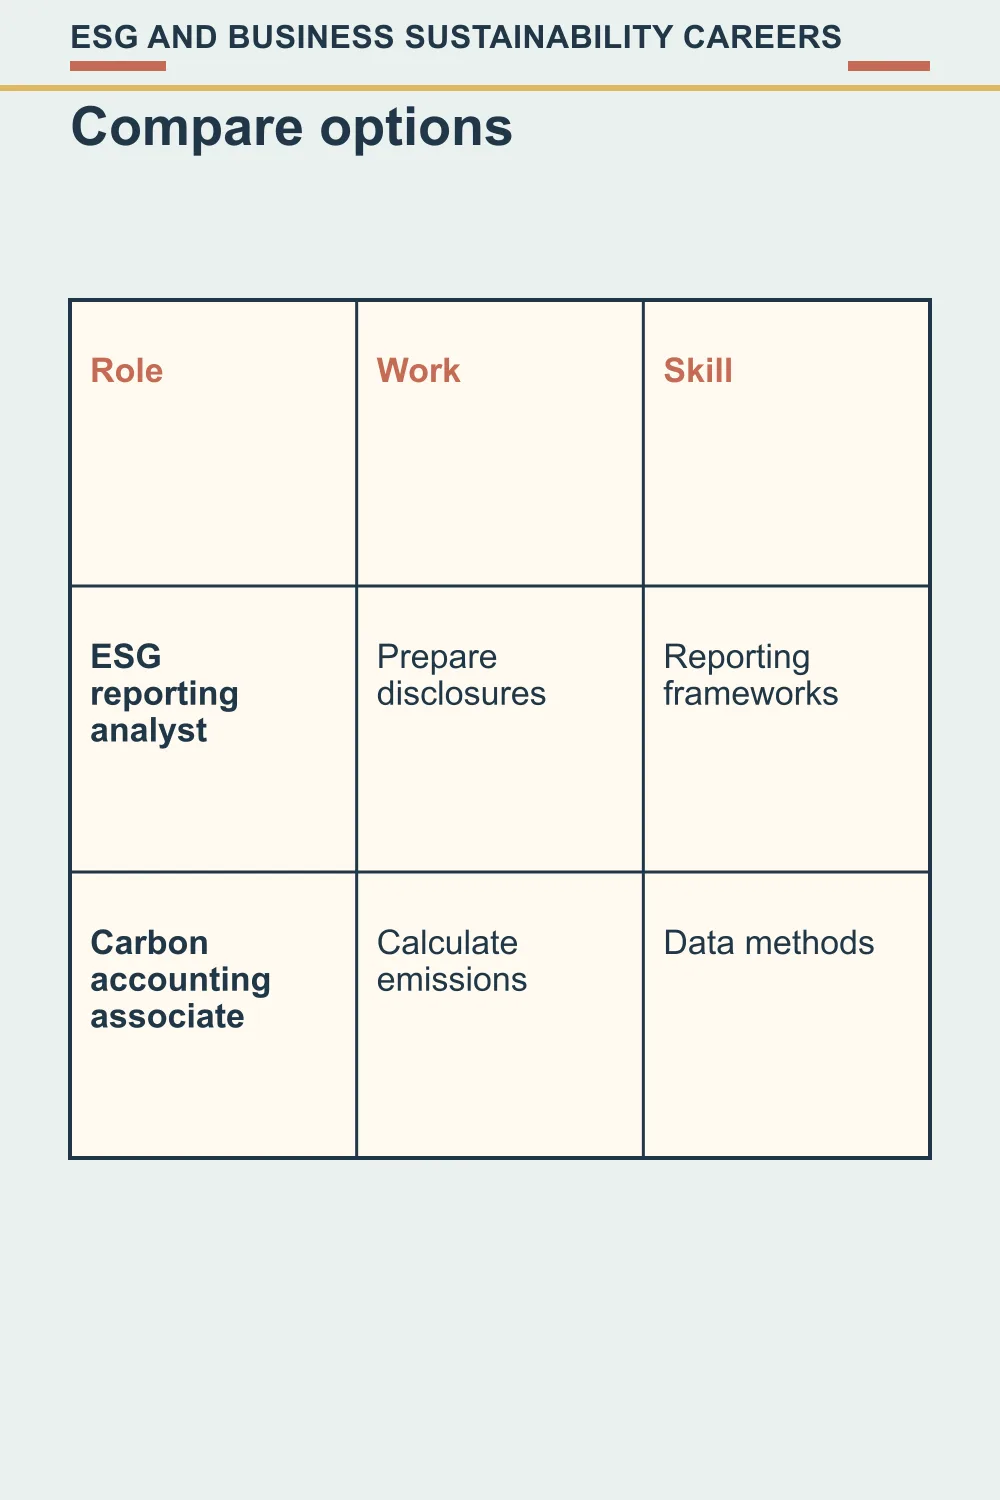 ESG AND BUSINESS SUSTAINABILITY CAREERS
Compare options
Role
Work
Skill
ESG
reporting
analyst
Prepare
disclosures
Reporting
frameworks
Carbon
accounting
associate
Calculate
emissions
Data methods